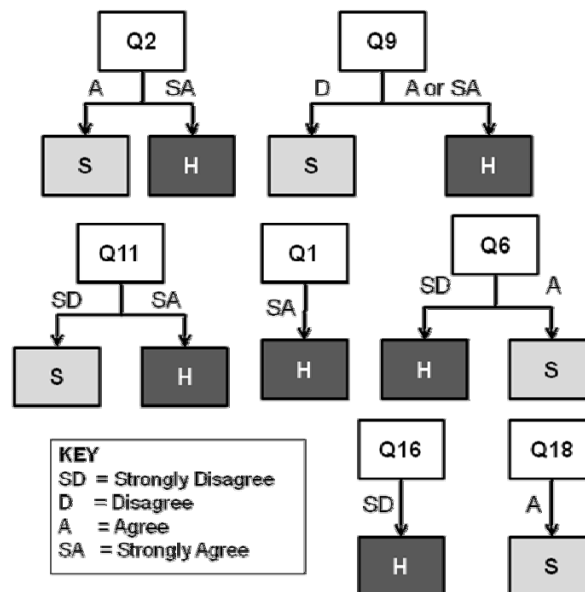 Q2 Q9
A SA D A or SA
S H S H
Q11 Q1 Q6
SD SA SA SD A
S H H H S
Q16 Q18
SD A
H S
KEY
SD = Strongly Disagree
D = Disagree
A = Agree
SA = Strongly Agree